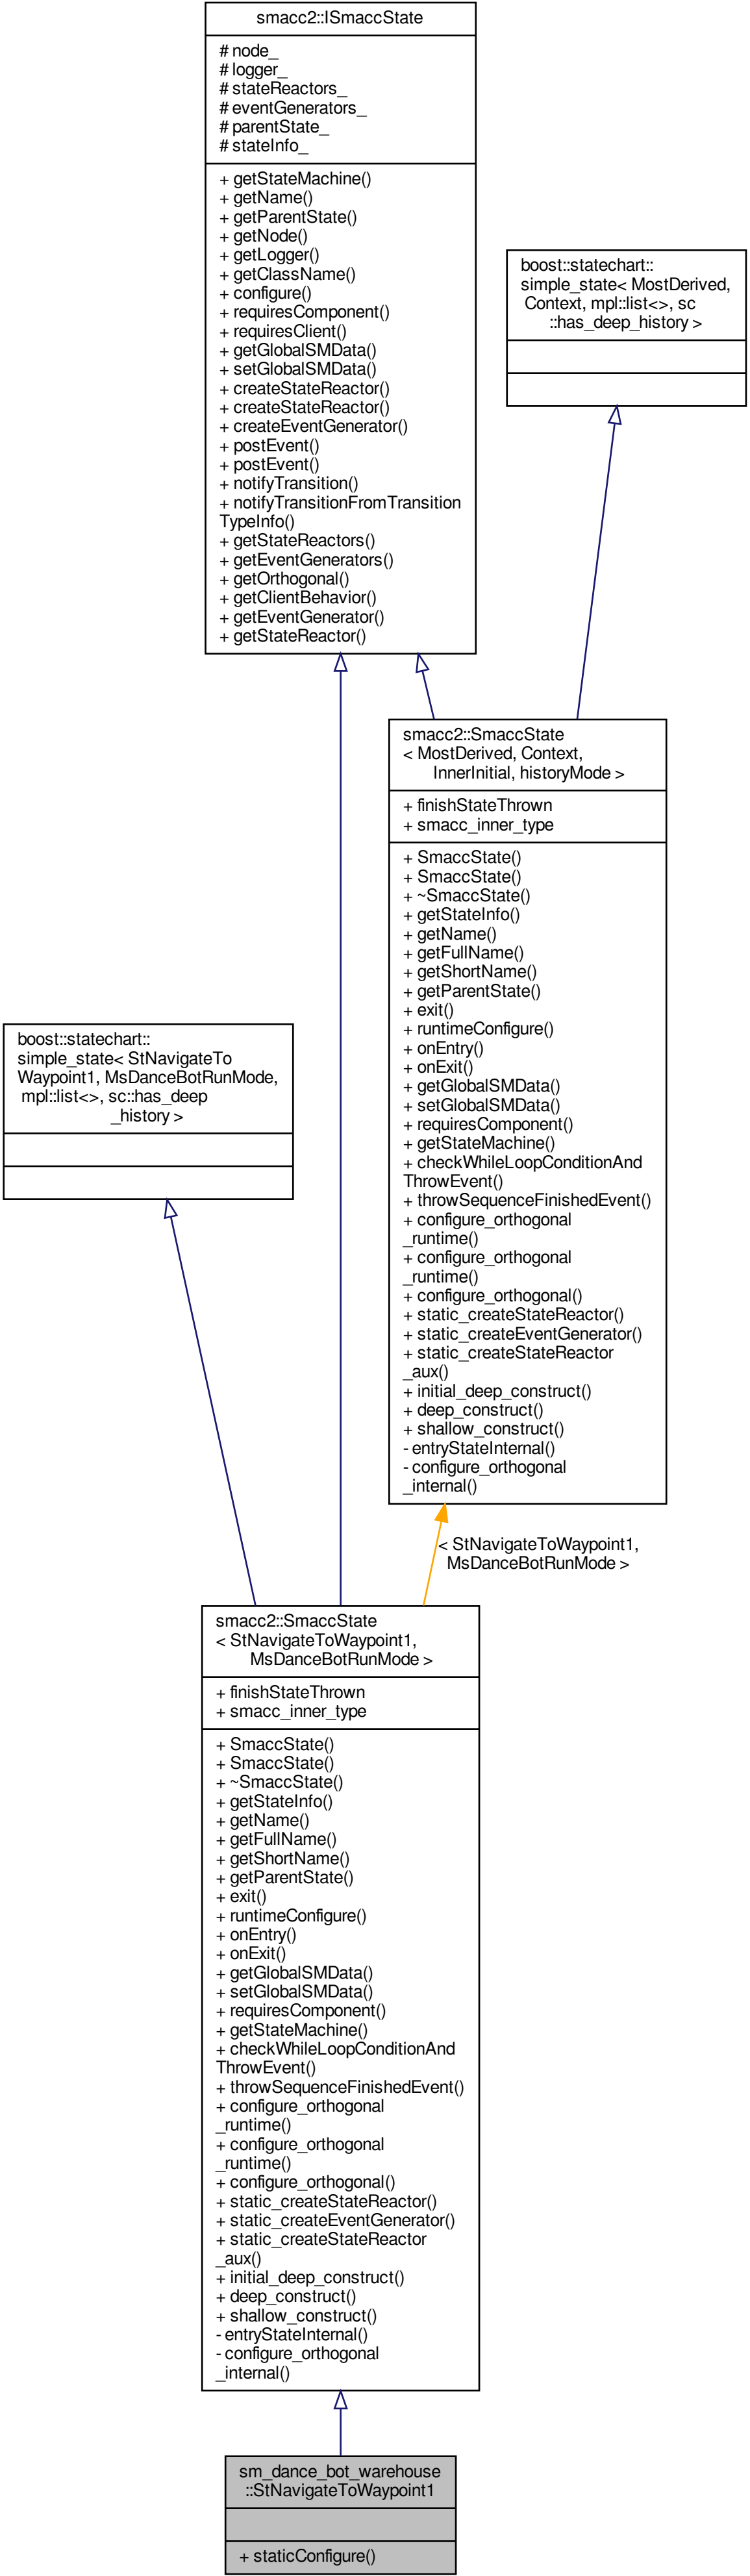 smacc2::ISmaccState
# node_
# logger_
# stateReactors_
# eventGenerators_
# parentState_
# stateInfo_
+ getStateMachine()
+ getName()
+ getParentState()
+ getNode()
+ getLogger()
+ getClassName()
+ configure()
+ requiresComponent()
+ requiresClient()
+ getGlobalSMData()
+ setGlobalSMData()
+ createStateReactor()
+ createStateReactor()
+ createEventGenerator()
+ postEvent()
+ postEvent()
+ notifyTransition()
+ notifyTransitionFromTransition
TypeInfo()
+ getStateReactors()
+ getEventGenerators()
+ getOrthogonal()
+ getClientBehavior()
+ getEventGenerator()
+ getStateReactor()
boost::statechart::
simple_state< MostDerived,
Context, mpl::list<>, sc
::has_deep_history >
smacc2::SmaccState
< MostDerived, Context,
InnerInitial, historyMode >
+ finishStateThrown
+ smacc_inner_type
+ SmaccState()
+ SmaccState()
+ ~SmaccState()
+ getStateInfo()
+ getName()
+ getFullName()
+ getShortName()
+ getParentState()
+ exit()
+ runtimeConfigure()
+ onEntry()
+ onExit()
+ getGlobalSMData()
+ setGlobalSMData()
+ requiresComponent()
+ getStateMachine()
+ checkWhileLoopConditionAnd
ThrowEvent()
+ throwSequenceFinishedEvent()
+ configure_orthogonal
_runtime()
+ configure_orthogonal
_runtime()
+ configure_orthogonal()
+ static_createStateReactor()
+ static_createEventGenerator()
+ static_createStateReactor
_aux()
+ initial_deep_construct()
+ deep_construct()
+ shallow_construct()
- entryStateInternal()
- configure_orthogonal
_internal()
boost::statechart::
simple_state< StNavigateTo
Waypoint1, MsDanceBotRunMode,
mpl::list<>, sc::has_deep
_history >
< StNavigateToWaypoint1,
MsDanceBotRunMode >
smacc2::SmaccState
< StNavigateToWaypoint1,
MsDanceBotRunMode >
+ finishStateThrown
+ smacc_inner_type
+ SmaccState()
+ SmaccState()
+ ~SmaccState()
+ getStateInfo()
+ getName()
+ getFullName()
+ getShortName()
+ getParentState()
+ exit()
+ runtimeConfigure()
+ onEntry()
+ onExit()
+ getGlobalSMData()
+ setGlobalSMData()
+ requiresComponent()
+ getStateMachine()
+ checkWhileLoopConditionAnd
ThrowEvent()
+ throwSequenceFinishedEvent()
+ configure_orthogonal
_runtime()
+ configure_orthogonal
_runtime()
+ configure_orthogonal()
+ static_createStateReactor()
+ static_createEventGenerator()
+ static_createStateReactor
_aux()
+ initial_deep_construct()
+ deep_construct()
+ shallow_construct()
- entryStateInternal()
- configure_orthogonal
_internal()
sm_dance_bot_warehouse
::StNavigateToWaypoint1
+ staticConfigure()